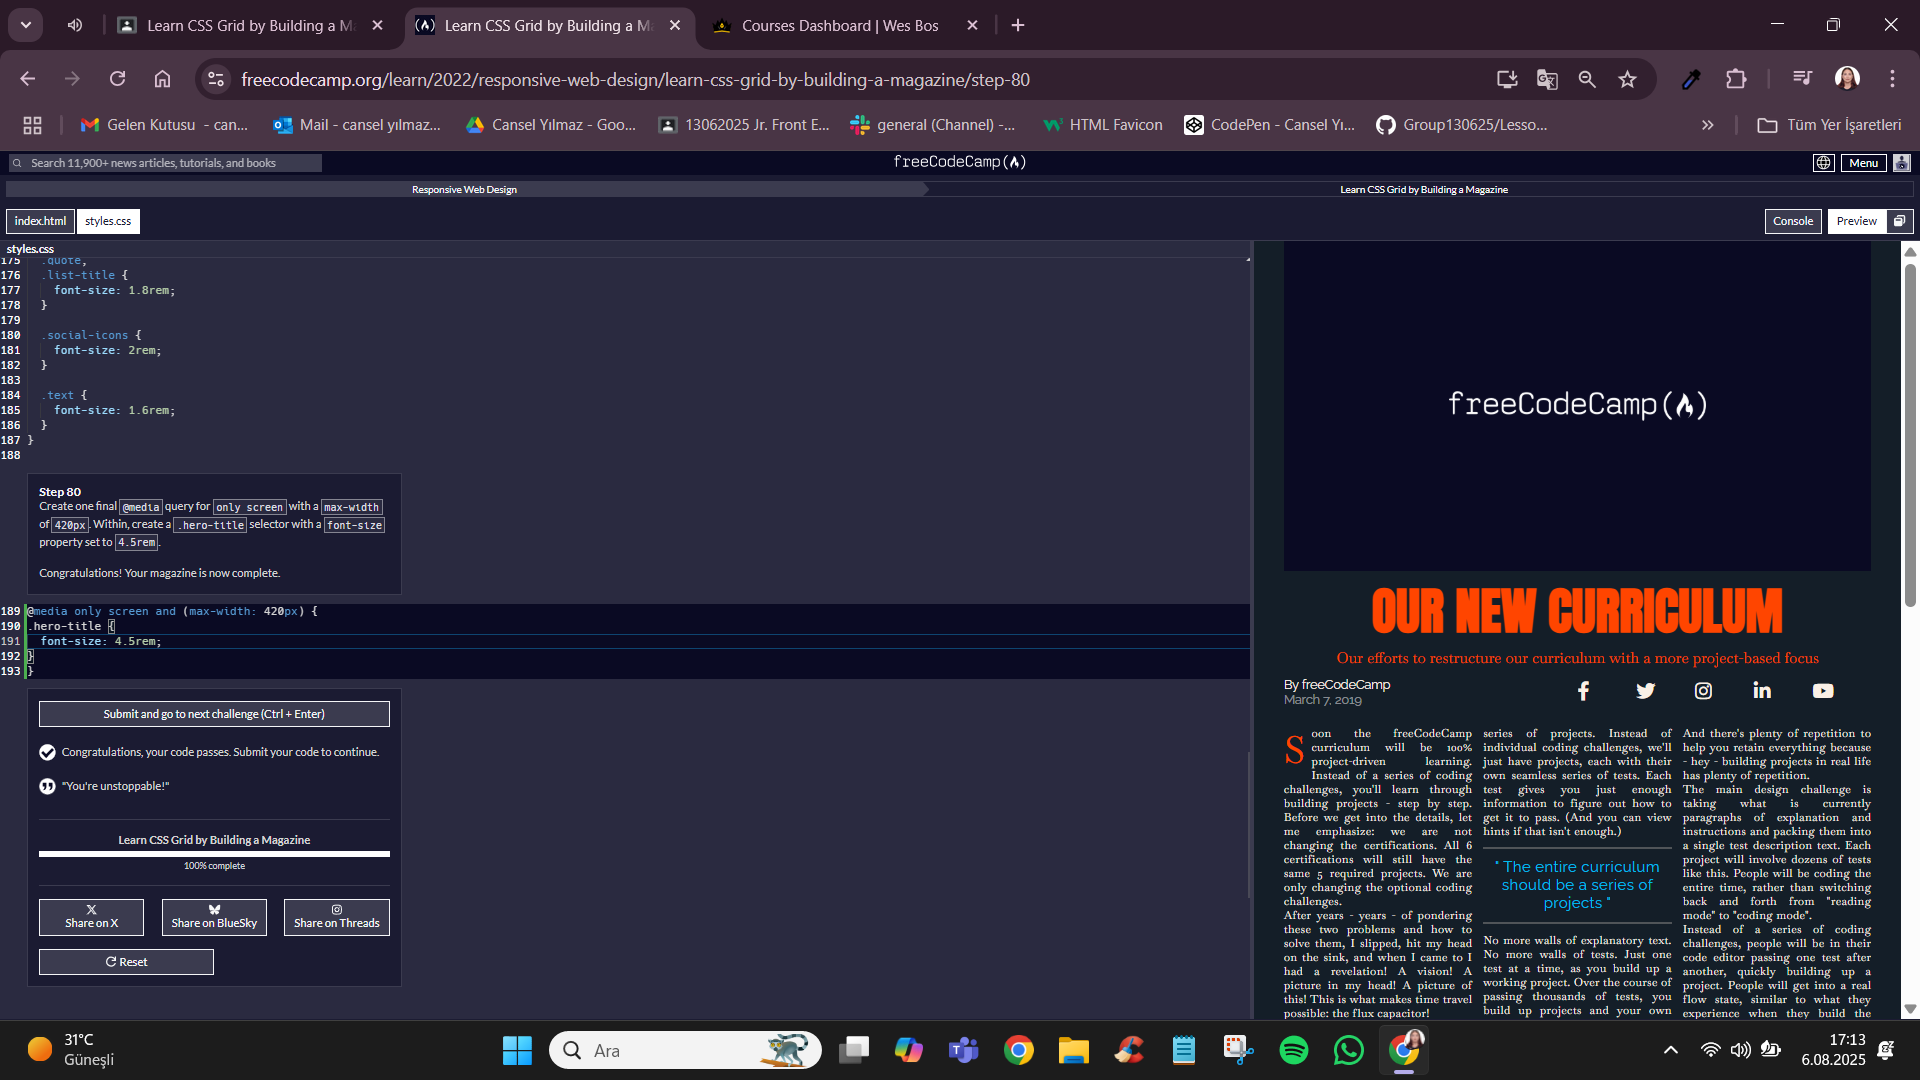 Learn CSS Grid by Building a Ma
Learn CSS Grid by Building a M
Courses Dashboard | Wes Bos
freecodecamp.org/learn/2022/responsive-web-design/learn-css-grid-by-building-a-magazine/step-80
Gelen Kutusu - can...
Mail - cansel yılmaz...
Cansel Yılmaz - Goo...
13062025 Jr. Front E...
general (Channel) -...
HTML Favicon
CodePen - Cansel Yı...
Group130625/Lesso...
Tüm Yer İşaretleri
Search 11,900+ news articles, tutorials, and books
freeCodeCamp
Menu
Responsive Web Design
Learn CSS Grid by Building a Magazine
index.html
styles.css
Console
Preview
styles.css
175 .quote,
176 .list-title {
177 font-size: 1.8rem;
178 }
179
180 .social-icons {
181 font-size: 2rem;
182 }
183
184 .text {
185 font-size: 1.6rem;
186 }
187 }
188
Step 80
Create one final @media query for only screen with a max-width
of 420px. Within, create a .hero-title selector with a font-size
property set to 4.5rem.
Congratulations! Your magazine is now complete.
189 @media only screen and (max-width: 420px) {
190 .hero-title {
191 font-size: 4.5rem;
192 }
193 }
Submit and go to next challenge (Ctrl + Enter)
Congratulations, your code passes. Submit your code to continue.
"You're unstoppable!"
Learn CSS Grid by Building a Magazine
100% complete
Share on X
Share on BlueSky
Share on Threads
Reset
freeCodeCamp
OUR NEW CURRICULUM
Our efforts to restructure our curriculum with a more project-based focus
By freeCodeCamp
March 7, 2019
Soon the freeCodeCamp
curriculum will be 100%
project-driven learning.
Instead of a series of coding
challenges, you'll learn through
building projects - step by step.
Before we get into the details, let
me emphasize: we are not
changing the certifications. All 6
certifications will still have the
same 5 required projects. We are
only changing the optional coding
challenges.
After years - years - of pondering
these two problems and how to
solve them, I slipped, hit my head
on the sink, and when I came to I
had a revelation! A vision! A
picture in my head! A picture of
this! This is what makes time travel
possible: the flux capacitor!
series of projects. Instead of
individual coding challenges, we'll
just have projects, each with their
own seamless series of tests. Each
test gives you just enough
information to figure out how to
get it to pass. (And you can view
hints if that isn't enough.)
" The entire curriculum
should be a series of
projects "
No more walls of explanatory text.
No more walls of tests. Just one
test at a time, as you build up a
working project. Over the course of
passing thousands of tests, you
build up projects and your own
And there's plenty of repetition to
help you retain everything because
- hey - building projects in real life
has plenty of repetition.
The main design challenge is
taking what is currently
paragraphs of explanation and
instructions and packing them into
a single test description text. Each
project will involve dozens of tests
like this. People will be coding the
entire time, rather than switching
back and forth from "reading
mode" to "coding mode".
Instead of a series of coding
challenges, people will be in their
code editor passing one test after
another, quickly building up a
project. People will get into a real
flow state, similar to what they
experience when they build the
31°C
Güneşli
Ara
17:13
6.08.2025